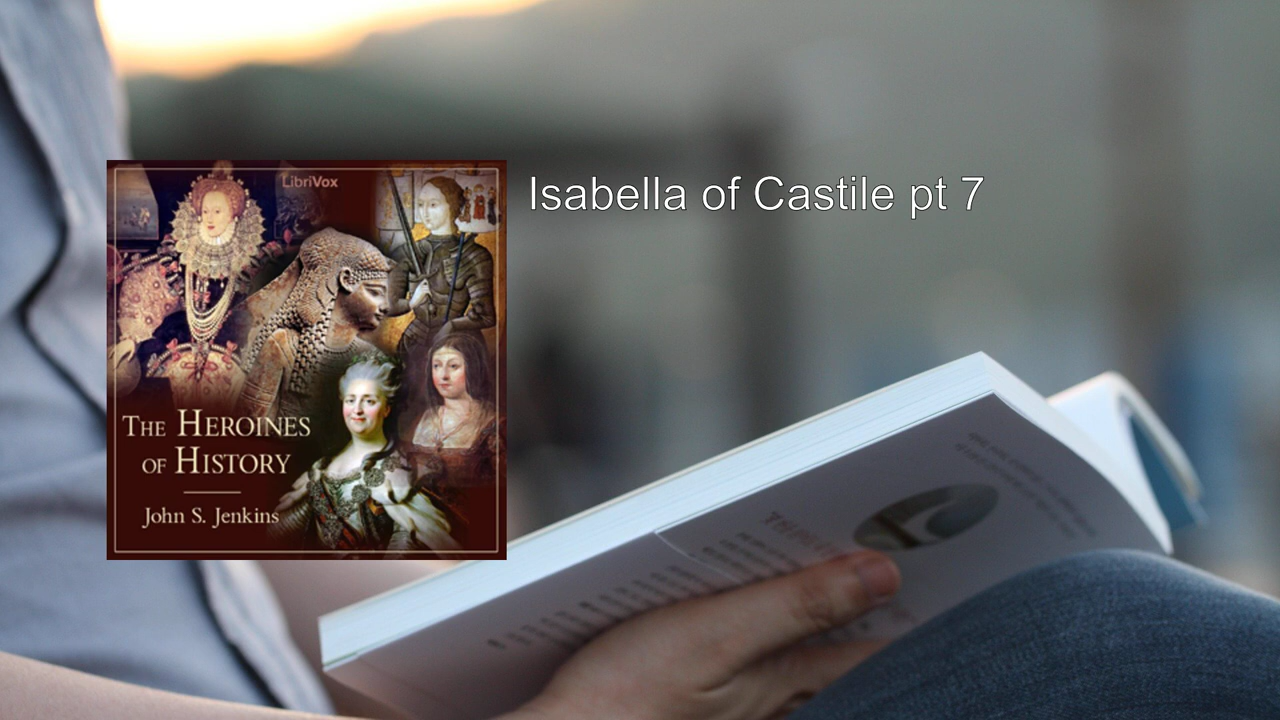 LibriVox
Isabella of Castile pt 7
THE HEROINES
OF HISTORY
John S. Jenkins